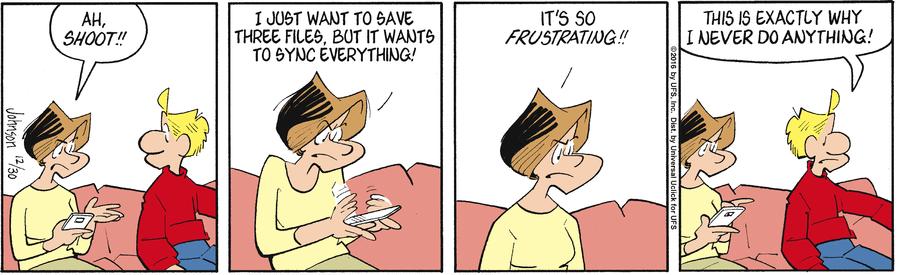 AH,
SHOOT!!
Johnson 12/30
I JUST WANT TO SAVE
THREE FILES, BUT IT WANTS
TO SYNC EVERYTHING!
IT'S SO
FRUSTRATING!!
©2016 by UFS, Inc. Dist. by Universal Uclick for UFS
THIS IS EXACTLY WHY
I NEVER DO ANYTHING!